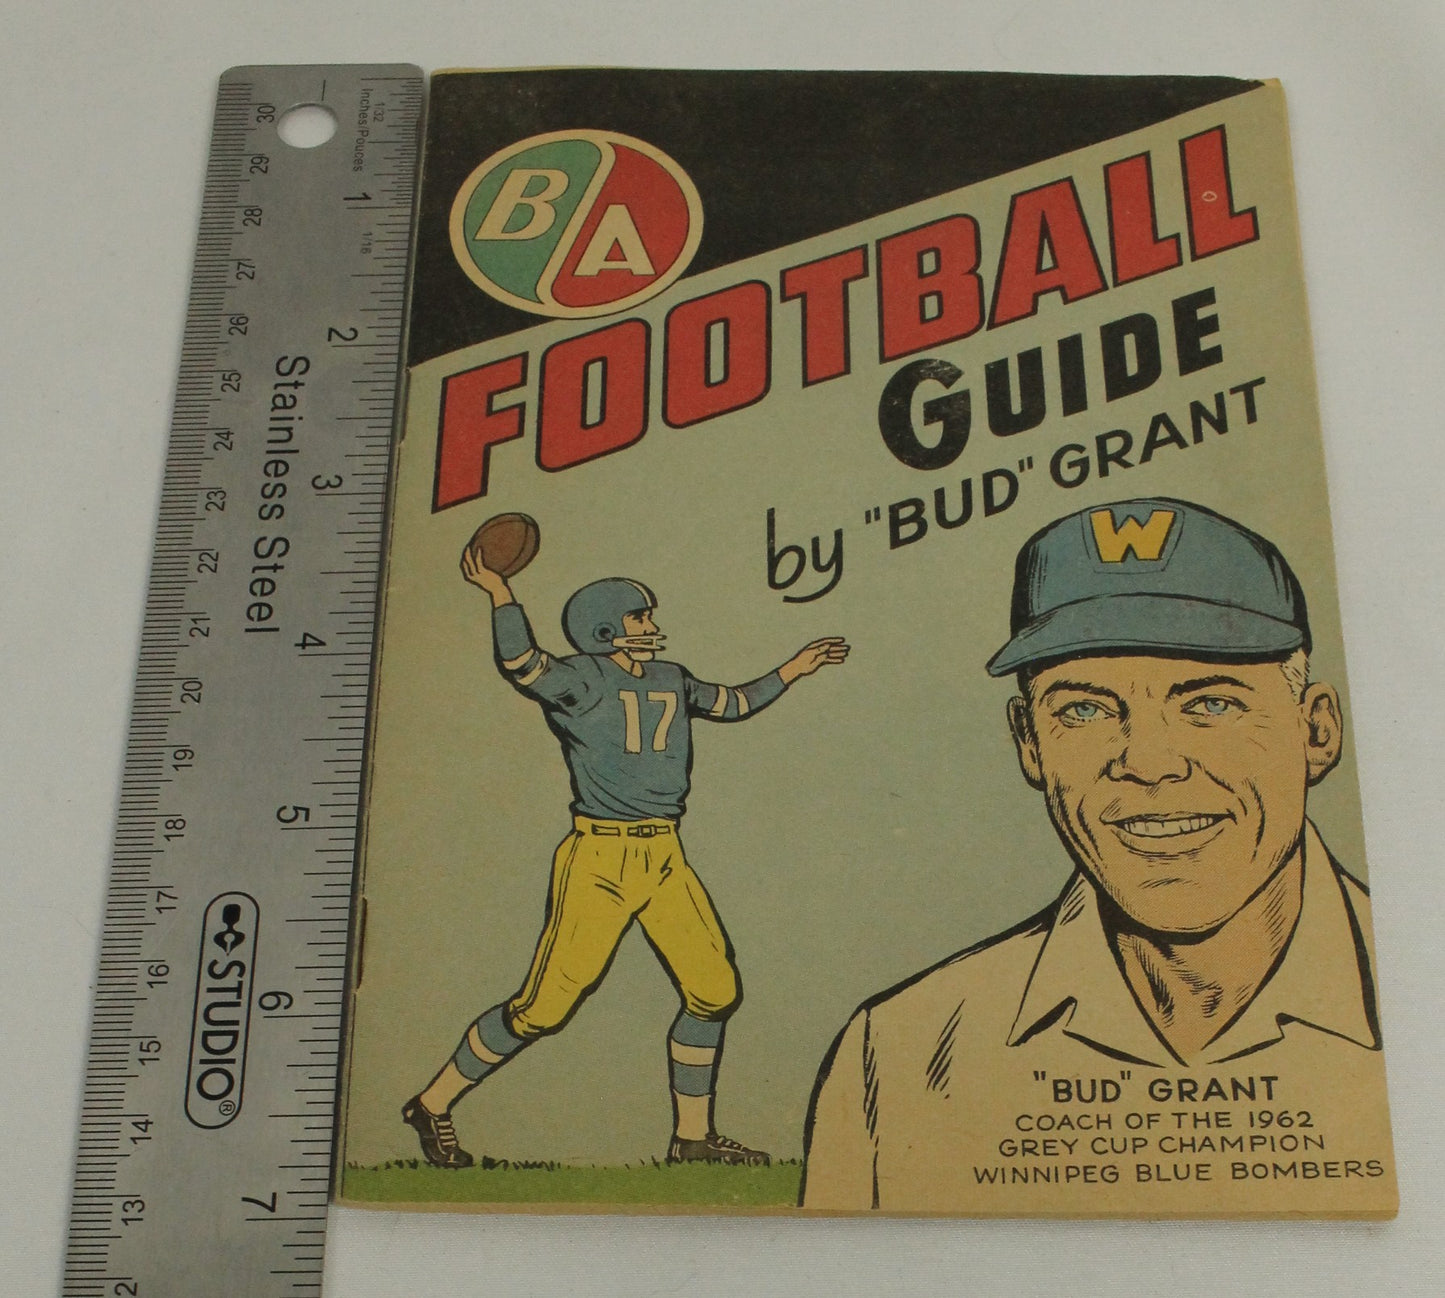 BA
FOOTBALL
GUIDE
by "BUD" GRANT
W
17
"BUD" GRANT
COACH OF THE 1962
GREY CUP CHAMPION
WINNIPEG BLUE BOMBERS
1/32
Inches/Pouces
1/16
1
2
3
4
5
6
7
Stainless Steel
STUDIO®
30
29
28
27
26
25
24
23
22
21
20
19
18
17
16
15
14
13